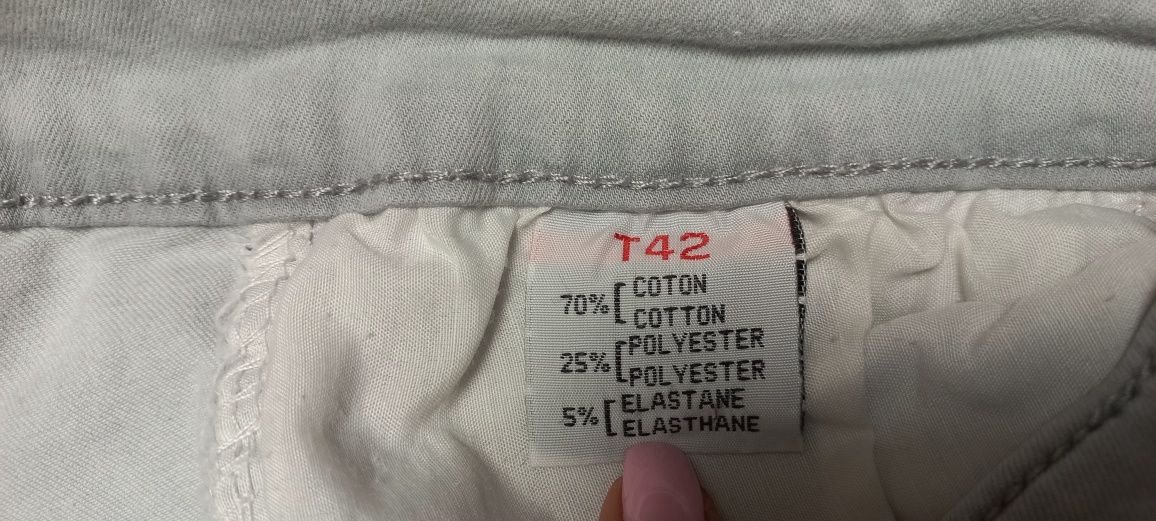 T42
70% COTON
COTTON
25% POLYESTER
POLYESTER
5% ELASTANE
ELASTHANE